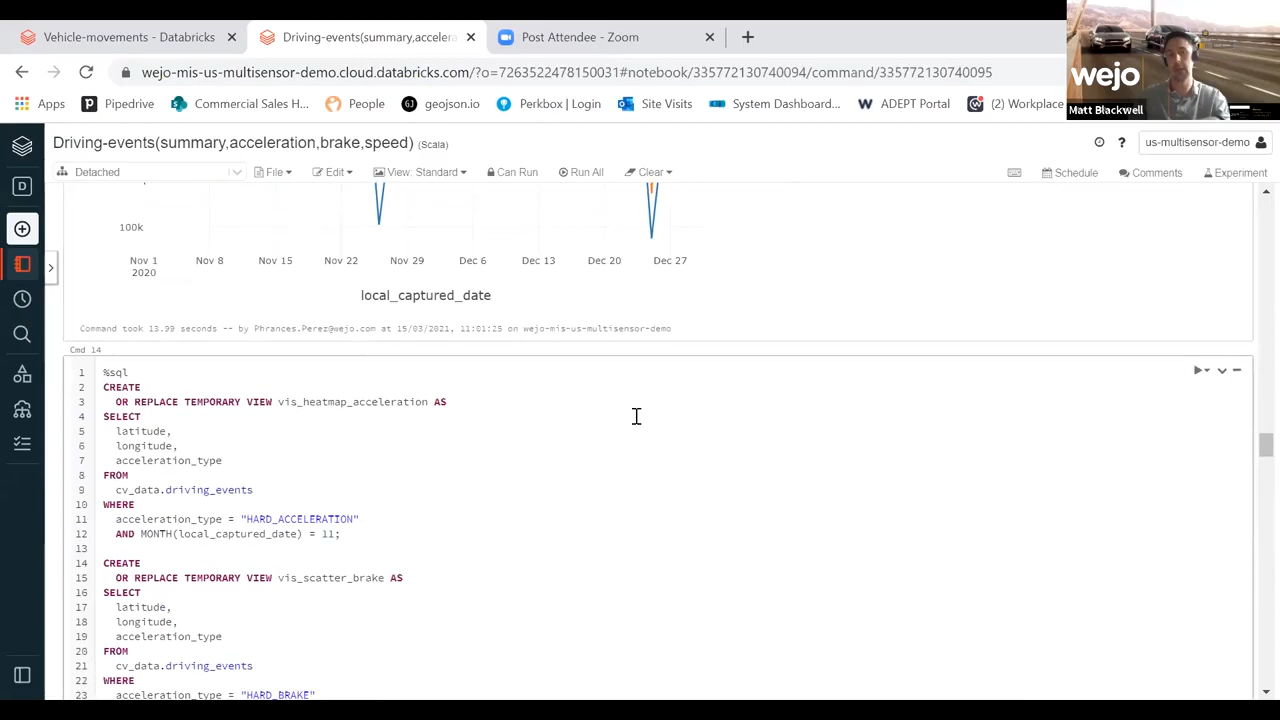 Vehicle-movements - Databricks
Driving-events(summary,accelera
Post Attendee - Zoom
wejo-mis-us-multisensor-demo.cloud.databricks.com/?o=7263522478150031#notebook/335772130740094/command/335772130740095
Apps
Pipedrive
Commercial Sales H...
People
geojson.io
Perkbox | Login
Site Visits
System Dashboard...
ADEPT Portal
(2) Workplace
wejo
Matt Blackwell
Driving-events(summary,acceleration,brake,speed) (Scala)
us-multisensor-demo
Detached
File
Edit
View: Standard
Can Run
Run All
Clear
Schedule
Comments
Experiment
100k
Nov 1 Nov 8 Nov 15 Nov 22 Nov 29 Dec 6 Dec 13 Dec 20 Dec 27
2020
local_captured_date
Command took 13.99 seconds -- by Phrances.Perez@wejo.com at 15/03/2021, 11:01:25 on wejo-mis-us-multisensor-demo
Cmd 14
1 %sql
2 CREATE
3 OR REPLACE TEMPORARY VIEW vis_heatmap_acceleration AS
4 SELECT
5 latitude,
6 longitude,
7 acceleration_type
8 FROM
9 cv_data.driving_events
10 WHERE
11 acceleration_type = "HARD_ACCELERATION"
12 AND MONTH(local_captured_date) = 11;
13
14 CREATE
15 OR REPLACE TEMPORARY VIEW vis_scatter_brake AS
16 SELECT
17 latitude,
18 longitude,
19 acceleration_type
20 FROM
21 cv_data.driving_events
22 WHERE
23 acceleration_type = "HARD_BRAKE"